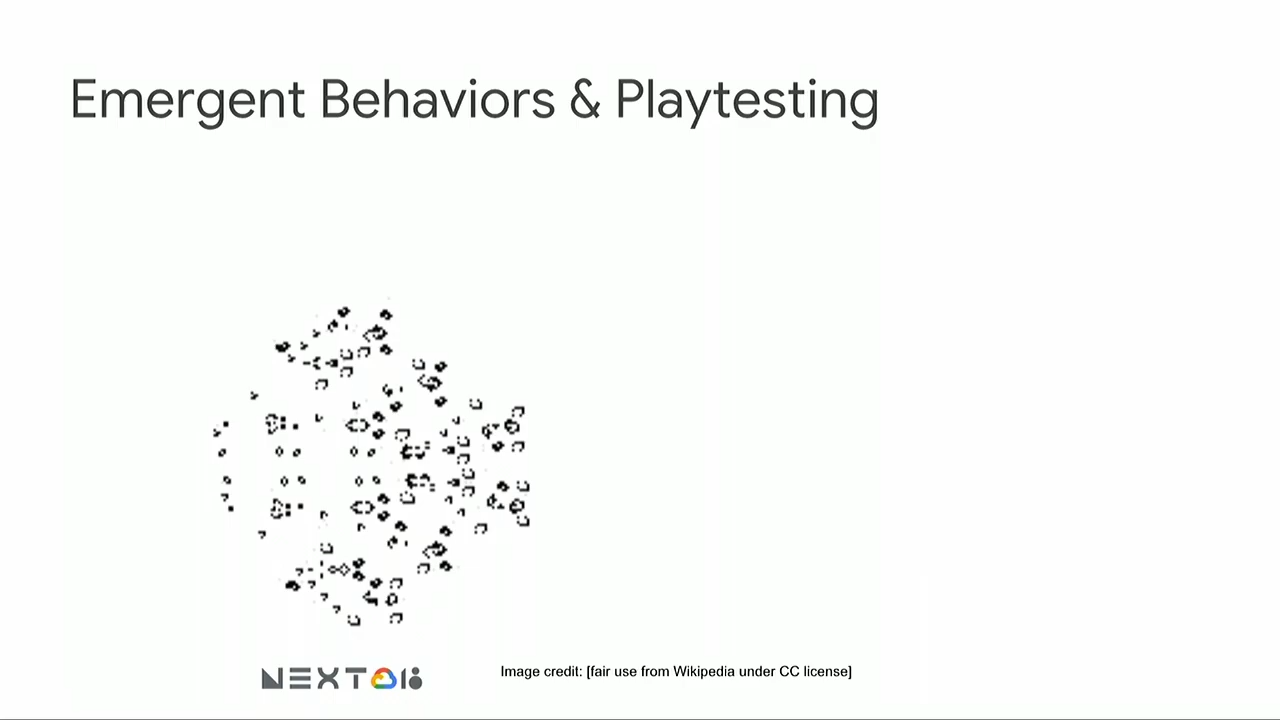 Emergent Behaviors & Playtesting
NEXT 18
Image credit: [fair use from Wikipedia under CC license]